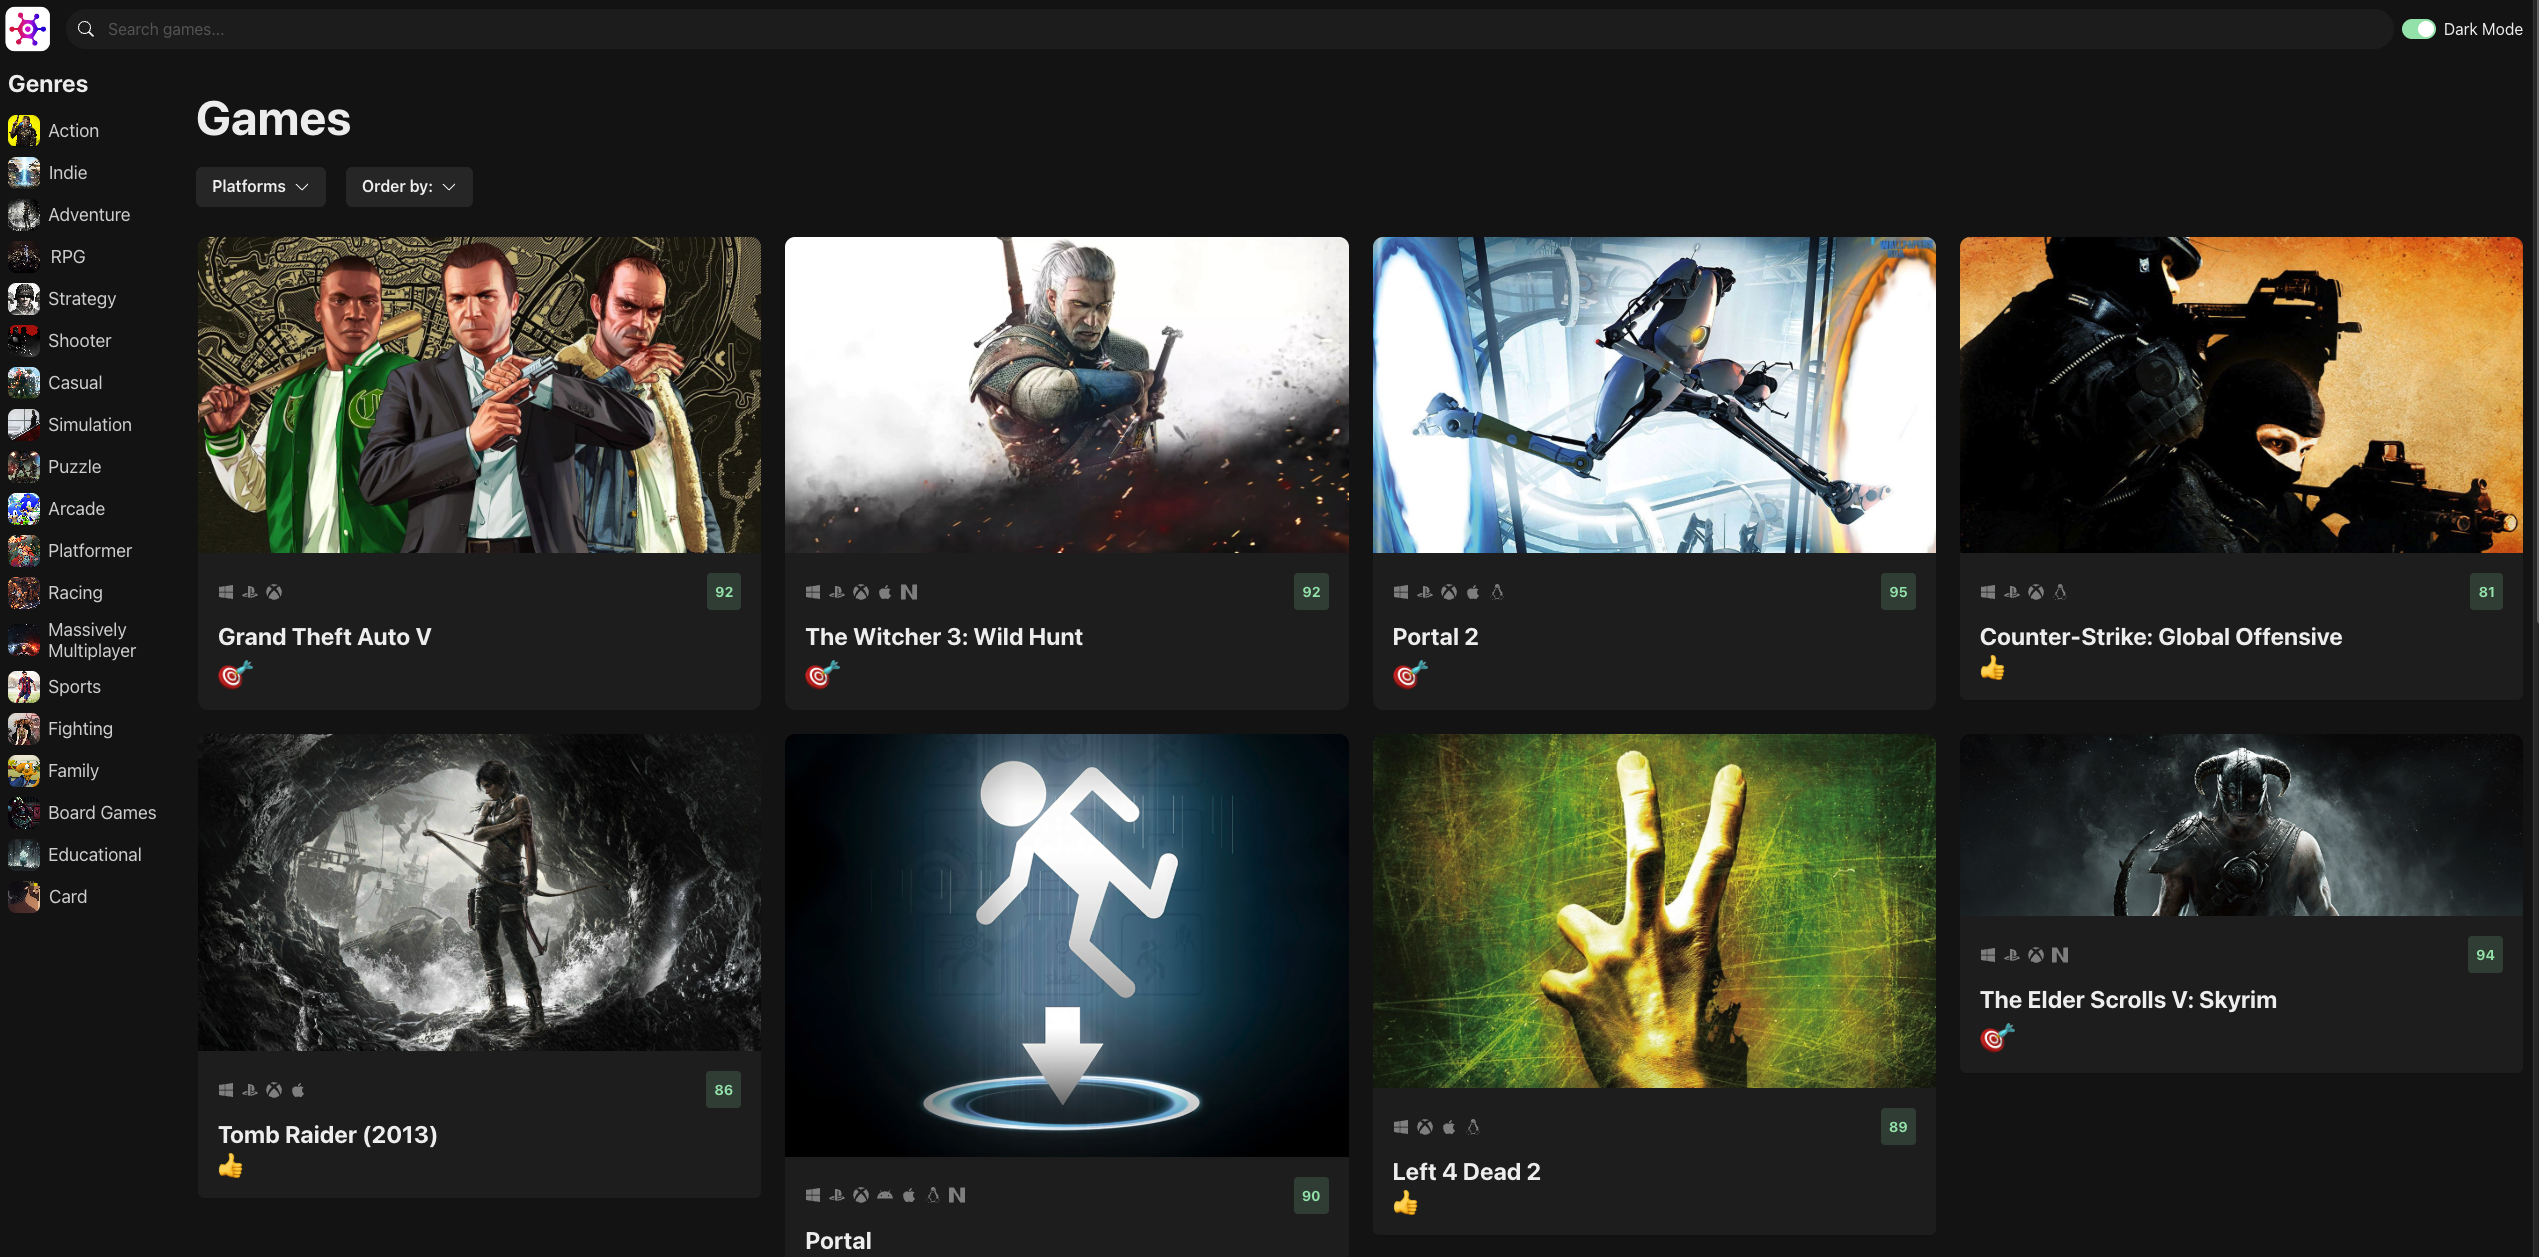 Search games...
Dark Mode
Genres
Action
Indie
Adventure
RPG
Strategy
Shooter
Casual
Simulation
Puzzle
Arcade
Platformer
Racing
Massively
Multiplayer
Sports
Fighting
Family
Board Games
Educational
Card
Games
Platforms
Order by:
92
Grand Theft Auto V
92
The Witcher 3: Wild Hunt
95
Portal 2
81
Counter-Strike: Global Offensive
86
Tomb Raider (2013)
90
Portal
89
Left 4 Dead 2
94
The Elder Scrolls V: Skyrim